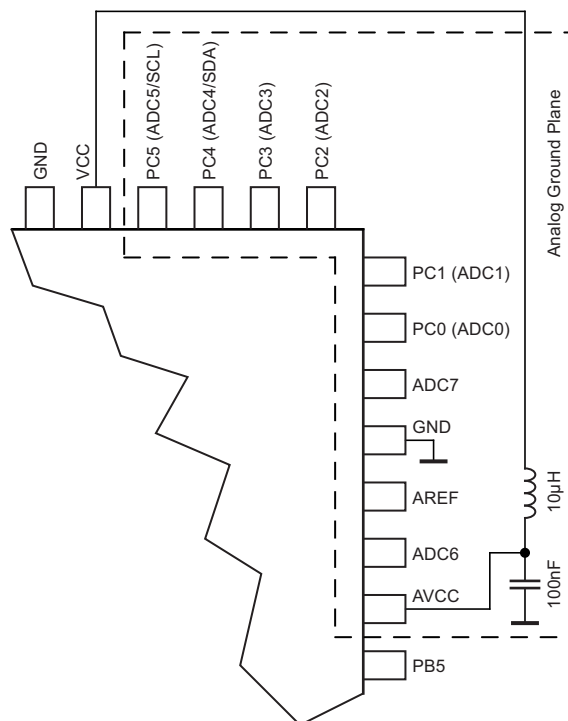 GND
VCC
PC5 (ADC5/SCL)
PC4 (ADC4/SDA)
PC3 (ADC3)
PC2 (ADC2)
Analog Ground Plane
PC1 (ADC1)
PC0 (ADC0)
ADC7
GND
AREF
ADC6
AVCC
PB5
10μH
100nF